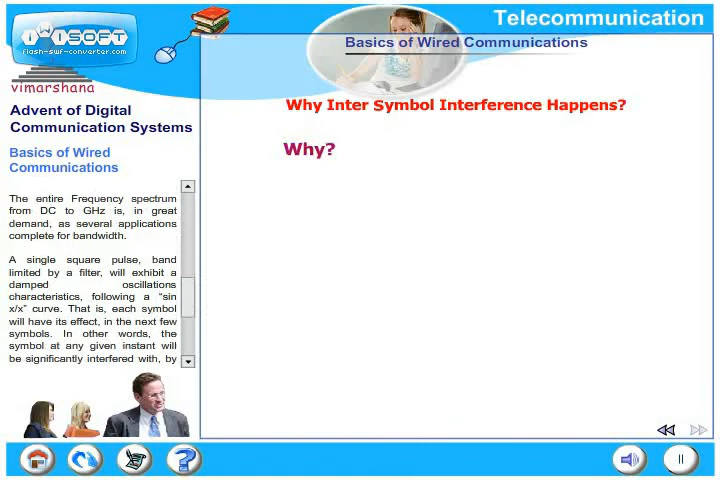 Telecommunication
Basics of Wired Communications
iWiSOFT
flash-swf-converter.com
vimarshana
Advent of Digital
Communication Systems
Basics of Wired
Communications
The entire Frequency spectrum
from DC to GHz is, in great
demand, as several applications
complete for bandwidth.
A single square pulse, band
limited by a filter, will exhibit a
damped oscillations
characteristics, following a "sin
x/x" curve. That is, each symbol
will have its effect, in the next few
symbols. In other words, the
symbol at any given instant will
be significantly interfered with, by
Why Inter Symbol Interference Happens?
Why?